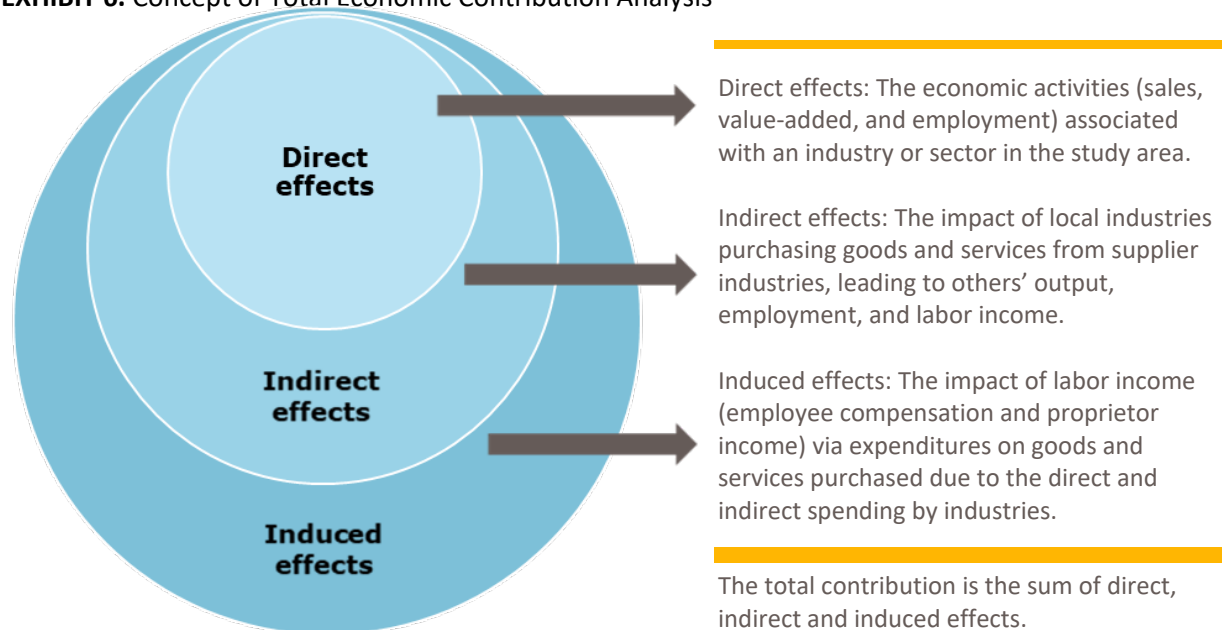 Concept of Total Economic Contribution Analysis
Direct
effects
Indirect
effects
Induced
effects
Direct effects: The economic activities (sales,
value-added, and employment) associated
with an industry or sector in the study area.
Indirect effects: The impact of local industries
purchasing goods and services from supplier
industries, leading to others’ output,
employment, and labor income.
Induced effects: The impact of labor income
(employee compensation and proprietor
income) via expenditures on goods and
services purchased due to the direct and
indirect spending by industries.
The total contribution is the sum of direct,
indirect and induced effects.